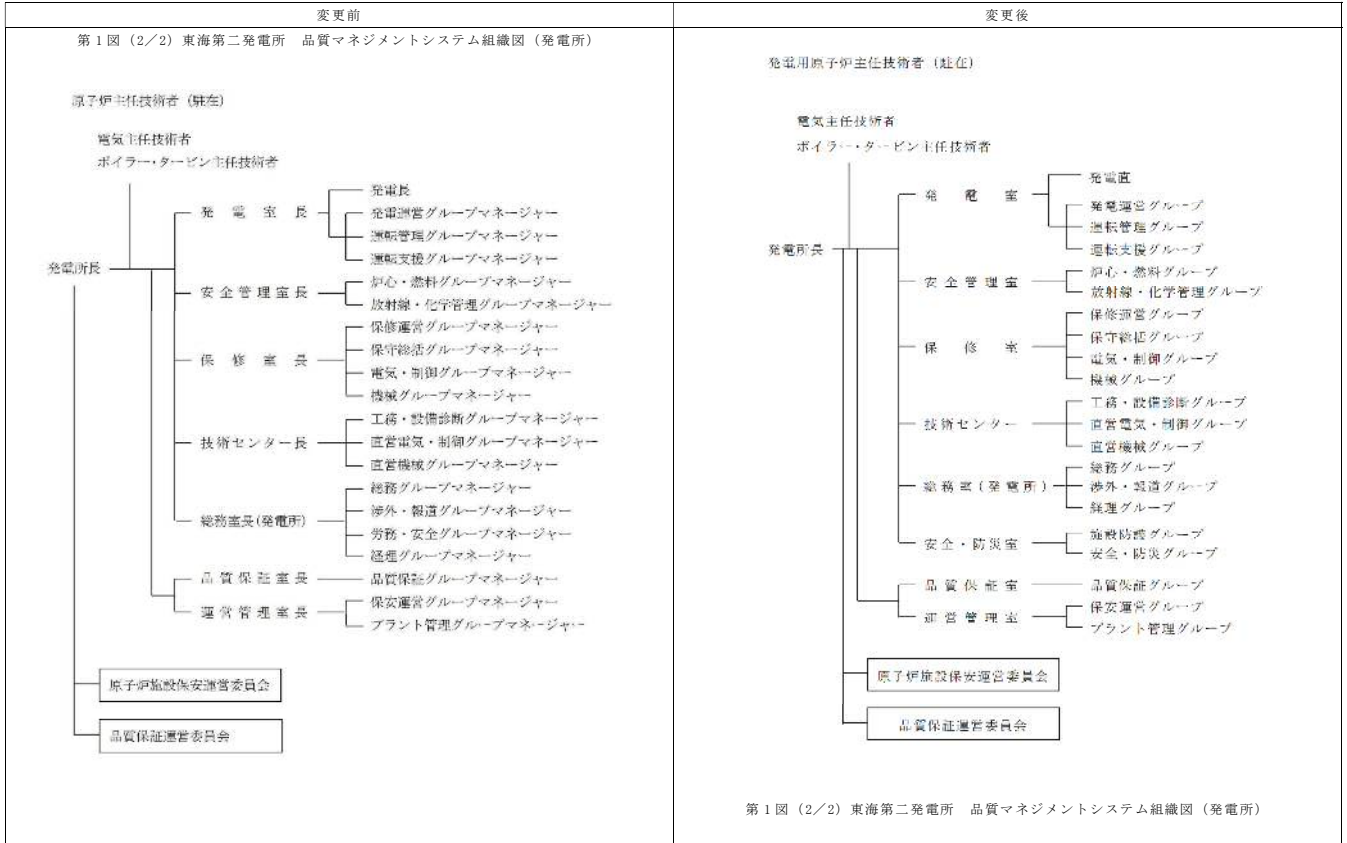 変更前
第1図（2／2）東海第二発電所　品質マネジメントシステム組織図（発電所）
原子炉主任技術者（駐在）
電気主任技術者
ボイラー・タービン主任技術者
発電所長
発電室長
発電長
発電運営グループマネージャー
運転管理グループマネージャー
運転支援グループマネージャー
安全管理室長
炉心・燃料グループマネージャー
放射線・化学管理グループマネージャー
保修室長
保修運営グループマネージャー
保守総括グループマネージャー
電気・制御グループマネージャー
機械グループマネージャー
技術センター長
工務・設備診断グループマネージャー
直営電気・制御グループマネージャー
直営機械グループマネージャー
総務室長(発電所)
総務グループマネージャー
渉外・報道グループマネージャー
労務・安全グループマネージャー
経理グループマネージャー
品質保証室長
品質保証グループマネージャー
運営管理室長
保安運営グループマネージャー
プラント管理グループマネージャー
原子炉施設保安運営委員会
品質保証運営委員会
変更後
発電用原子炉主任技術者（駐在）
電気主任技術者
ボイラー・タービン主任技術者
発電所長
発電室
発電直
発電運営グループ
運転管理グループ
運転支援グループ
安全管理室
炉心・燃料グループ
放射線・化学管理グループ
保修室
保修運営グループ
保守総括グループ
電気・制御グループ
機械グループ
技術センター
工務・設備診断グループ
直営電気・制御グループ
直営機械グループ
総務室(発電所)
総務グループ
渉外・報道グループ
経理グループ
安全・防災室
施設防護グループ
安全・防災グループ
品質保証室
品質保証グループ
運営管理室
保安運営グループ
プラント管理グループ
原子炉施設保安運営委員会
品質保証運営委員会
第1図（2／2）東海第二発電所　品質マネジメントシステム組織図（発電所）